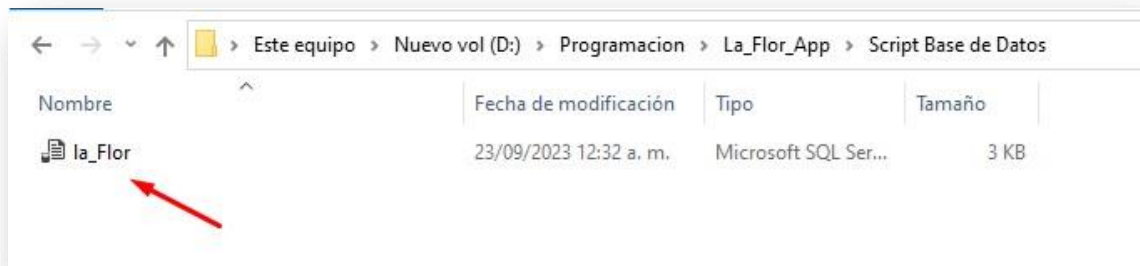 Este equipo > Nuevo vol (D:) > Programacion > La_Flor_App > Script Base de Datos
Nombre Fecha de modificación Tipo Tamaño
la_Flor 23/09/2023 12:32 a. m. Microsoft SQL Ser... 3 KB